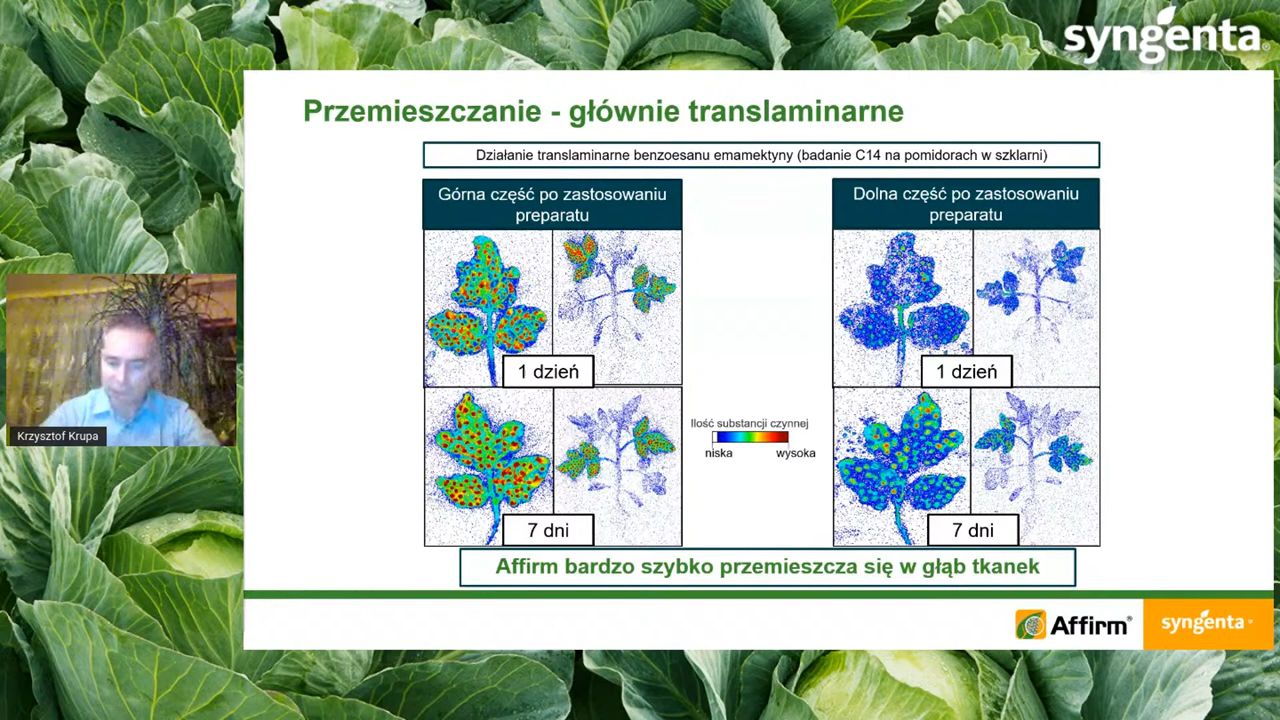 syngenta®
Przemieszczanie - głównie translaminarne
Działanie translaminarne benzoesanu emamektyny (badanie C14 na pomidorach w szklarni)
Górna część po zastosowaniu
preparatu
Dolna część po zastosowaniu
preparatu
1 dzień
1 dzień
Ilość substancji czynnej
niska
wysoka
7 dni
7 dni
Affirm bardzo szybko przemieszcza się w głąb tkanek
Krzysztof Krupa
Affirm®
syngenta®